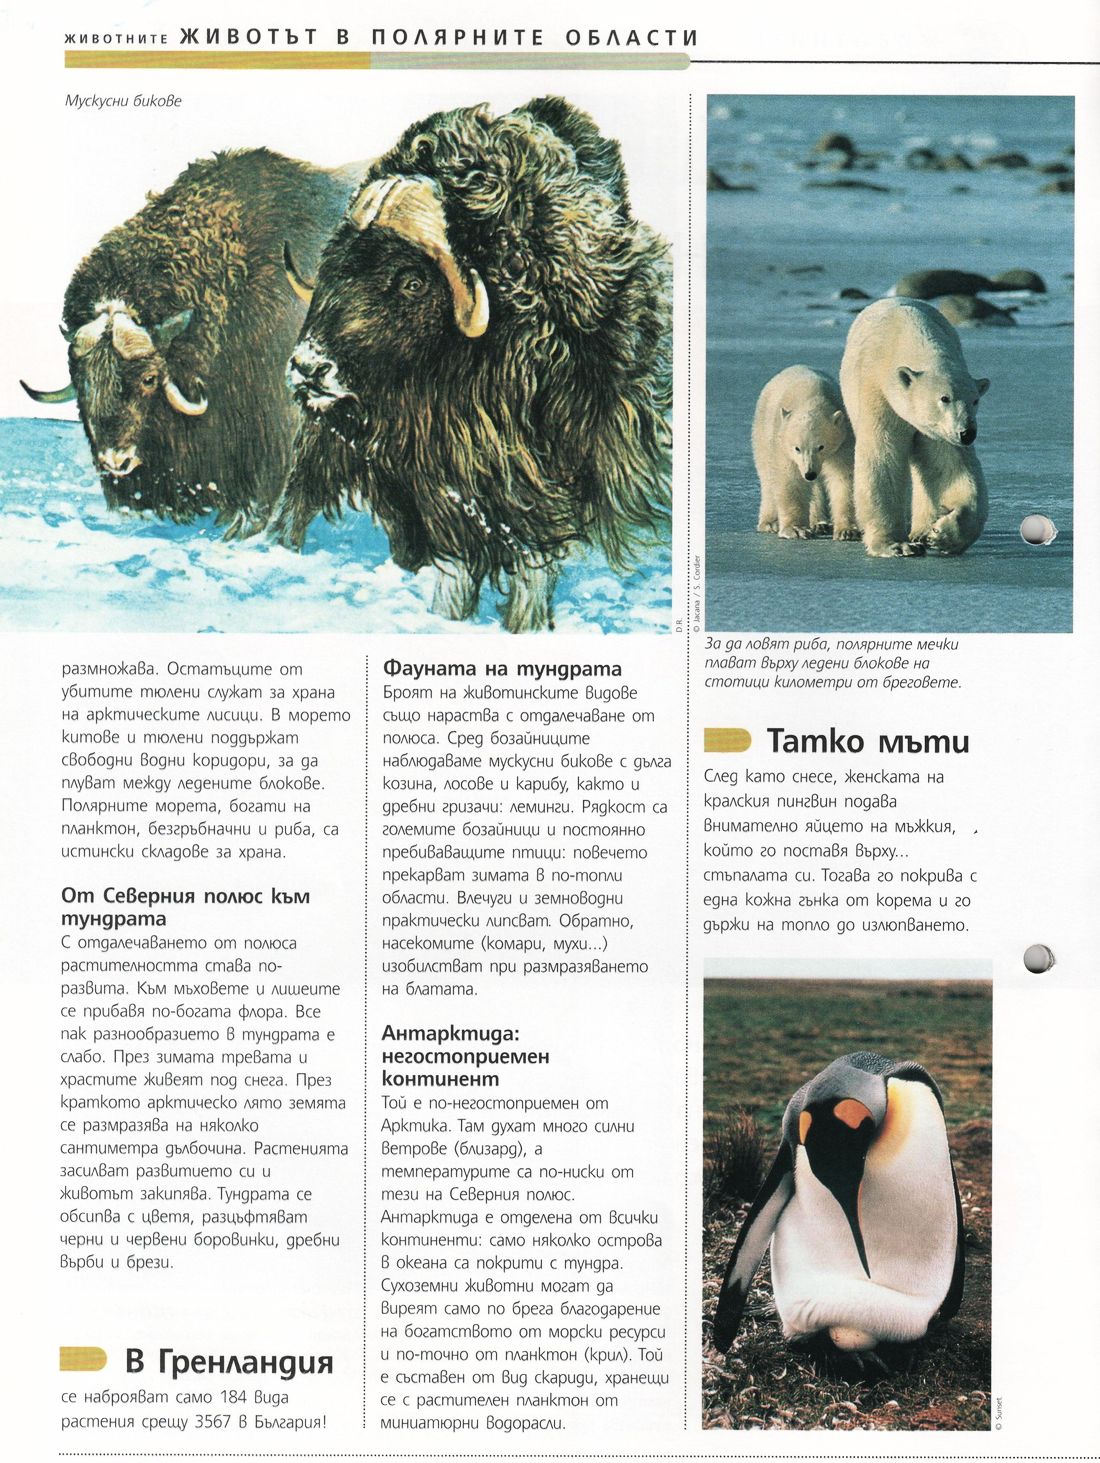 ЖИВОТНИТЕ ЖИВОТЪТ В ПОЛЯРНИТЕ ОБЛАСТИ
Мускусни бикове
D.R.
© Jacana / S. Cordier
За да ловят риба, полярните мечки
плават върху ледени блокове на
стотици километри от бреговете.
размножава. Остатъците от
убитите тюлени служат за храна
на арктическите лисици. В морето
китове и тюлени поддържат
свободни водни коридори, за да
плуват между ледените блокове.
Полярните морета, богати на
планктон, безгръбначни и риба, са
истински складове за храна.
От Северния полюс към
тундрата
С отдалечаването от полюса
растителността става по-
развита. Към мъховете и лишеите
се прибавя по-богата флора. Все
пак разнообразието в тундрата е
слабо. През зимата тревата и
храстите живеят под снега. През
краткото арктическо лято земята
се размразява на няколко
сантиметра дълбочина. Растенията
засилват развитието си и
животът закипява. Тундрата се
обсипва с цветя, разцъфтяват
черни и червени боровинки, дребни
върби и брези.
В Гренландия
се наброяват само 184 вида
растения срещу 3567 в България!
Фауната на тундрата
Броят на животинските видове
също нараства с отдалечаване от
полюса. Сред бозайниците
наблюдаваме мускусни бикове с дълга
козина, лосове и карибу, както и
дребни гризачи: леминги. Рядкост са
големите бозайници и постоянно
пребиваващите птици: повечето
прекарват зимата в по-топли
области. Влечуги и земноводни
практически липсват. Обратно,
насекомите (комари, мухи...)
изобилстват при размразяването
на блатата.
Антарктида:
негостоприемен
континент
Той е по-негостоприемен от
Арктика. Там духат много силни
ветрове (близард), а
температурите са по-ниски от
тези на Северния полюс.
Антарктида е отделена от всички
континенти: само няколко острова
в океана са покрити с тундра.
Сухоземни животни могат да
виреят само по брега благодарение
на богатството от морски ресурси
и по-точно от планктон (крил). Той
е съставен от вид скариди, хранещи
се с растителен планктон от
миниатюрни водорасли.
Татко мъти
След като снесе, женската на
кралския пингвин подава
внимателно яйцето на мъжкия,
който го поставя върху...
стъпалата си. Тогава го покрива с
една кожна гънка от корема и го
държи на топло до излюпването.
© Sunset